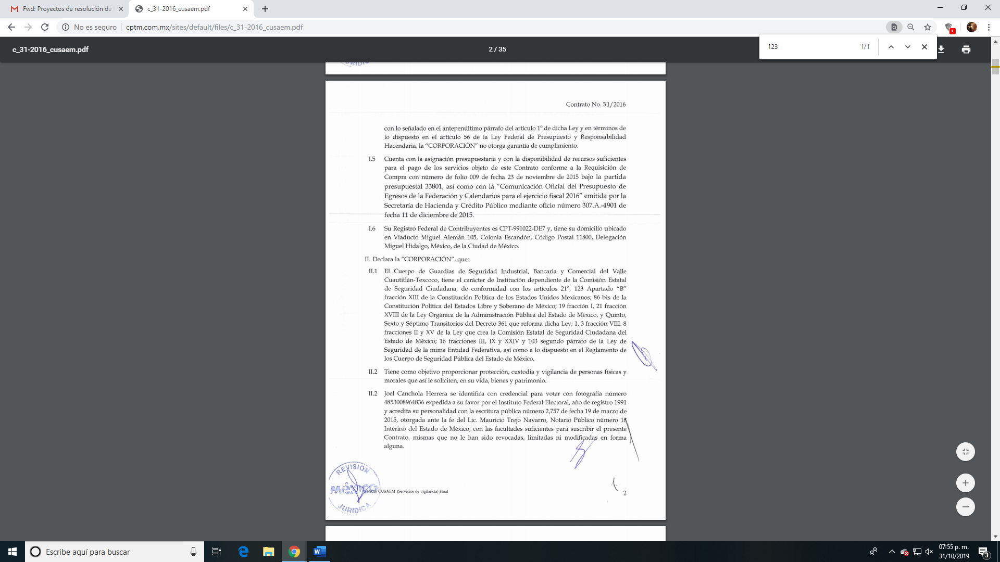 Fwd: Proyectos de resolución de
c_31-2016_cusaem.pdf
No es seguro
cptm.com.mx/sites/default/files/c_31-2016_cusaem.pdf
c_31-2016_cusaem.pdf
2 / 35
123
1/1
Contrato No. 31/2016
con lo señalado en el antepenúltimo párrafo del artículo 1º de dicha Ley y en términos de
lo dispuesto en el artículo 56 de la Ley Federal de Presupuesto y Responsabilidad
Hacendaria, la “CORPORACIÓN” no otorga garantía de cumplimiento.
I.5 Cuenta con la asignación presupuestaria y con la disponibilidad de recursos suficientes
para el pago de los servicios objeto de este Contrato conforme a la Requisición de
Compra con número de folio 009 de fecha 23 de noviembre de 2015 bajo la partida
presupuestal 33801, así como con la “Comunicación Oficial del Presupuesto de
Egresos de la Federación y Calendarios para el ejercicio fiscal 2016” emitida por la
Secretaría de Hacienda y Crédito Público mediante oficio número 307.A.-4901 de
fecha 11 de diciembre de 2015.
I.6 Su Registro Federal de Contribuyentes es CPT-991022-DE7 y, tiene su domicilio ubicado
en Viaducto Miguel Alemán 105, Colonia Escandón, Código Postal 11800, Delegación
Miguel Hidalgo, México, de la Ciudad de México.
II. Declara la “CORPORACIÓN”, que:
II.1 El Cuerpo de Guardias de Seguridad Industrial, Bancaria y Comercial del Valle
Cuautitlán-Texcoco, tiene el carácter de Institución dependiente de la Comisión Estatal
de Seguridad Ciudadana, de conformidad con los artículos 21º, 123 Apartado “B”
fracción XIII de la Constitución Política de los Estados Unidos Mexicanos; 86 bis de la
Constitución Política del Estados Libre y Soberano de México; 19 fracción I, 21 fracción
XVIII de la Ley Orgánica de la Administración Pública del Estado de México, y Quinto,
Sexto y Séptimo Transitorios del Decreto 361 que reforma dicha Ley; 1, 3 fracción VIII, 8
fracciones II y XV de la Ley que crea la Comisión Estatal de Seguridad Ciudadana del
Estado de México; 16 fracciones III, IX y XXIV y 103 segundo párrafo de la Ley de
Seguridad de la mima Entidad Federativa, así como a lo dispuesto en el Reglamento de
los Cuerpo de Seguridad Pública del Estado de México.
II.2 Tiene como objetivo proporcionar protección, custodia y vigilancia de personas físicas y
morales que así le soliciten, en su vida, bienes y patrimonio.
II.2 Joel Canchola Herrera se identifica con credencial para votar con fotografía número
4853008964836 expedida a su favor por el Instituto Federal Electoral, año de registro 1991
y acredita su personalidad con la escritura pública número 2,757 de fecha 19 de marzo de
2015, otorgada ante la fe del Lic. Mauricio Trejo Navarro, Notario Público número 18
Interino del Estado de México, con las facultades suficientes para suscribir el presente
Contrato, mismas que no le han sido revocadas, limitadas ni modificadas en forma
alguna.
REVISION
MÉXICO
JURIDICA
31-2016 CUSAEM (Servicios de vigilancia) Final
2
Escribe aquí para buscar
07:55 p. m.
31/10/2019
3